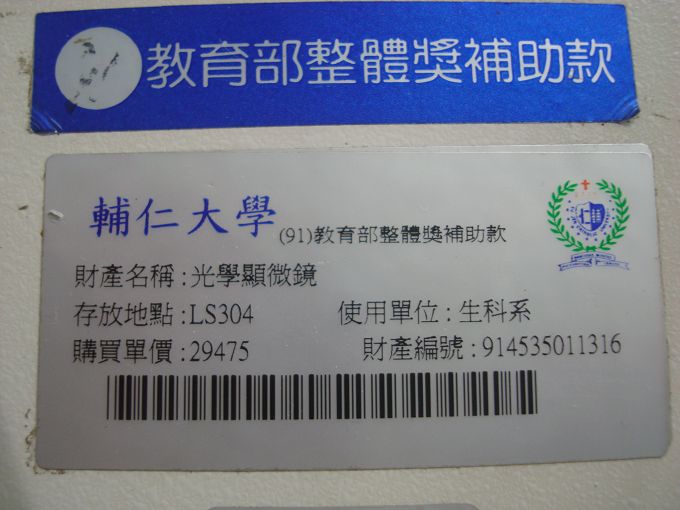 教育部整體獎補助款
輔仁大學 (91)教育部整體獎補助款
財產名稱:光學顯微鏡
存放地點:LS304 使用單位:生科系
購買單價:29475 財產編號:914535011316